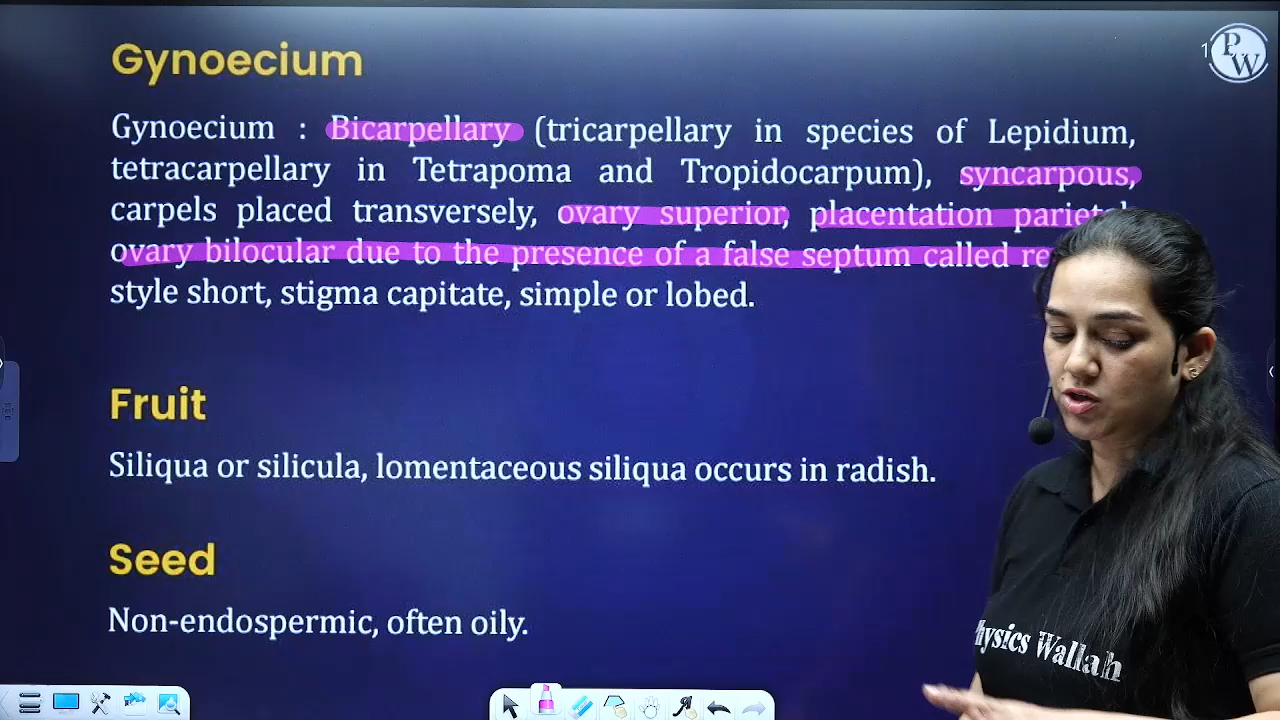 Gynoecium
1 PW
Gynoecium : Bicarpellary (tricarpellary in species of Lepidium,
tetracarpellary in Tetrapoma and Tropidocarpum), syncarpous,
carpels placed transversely, ovary superior, placentation parietal
ovary bilocular due to the presence of a false septum called
style short, stigma capitate, simple or lobed.
Fruit
Siliqua or silicula, lomentaceous siliqua occurs in radish.
Seed
Non-endospermic, often oily.
Physics Wallah